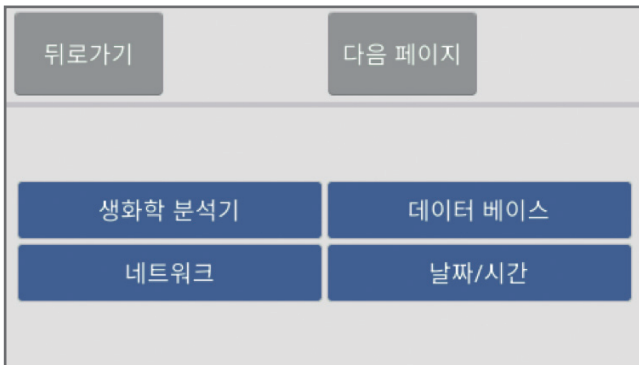 뒤로가기
다음 페이지
생화학 분석기
데이터 베이스
네트워크
날짜/시간